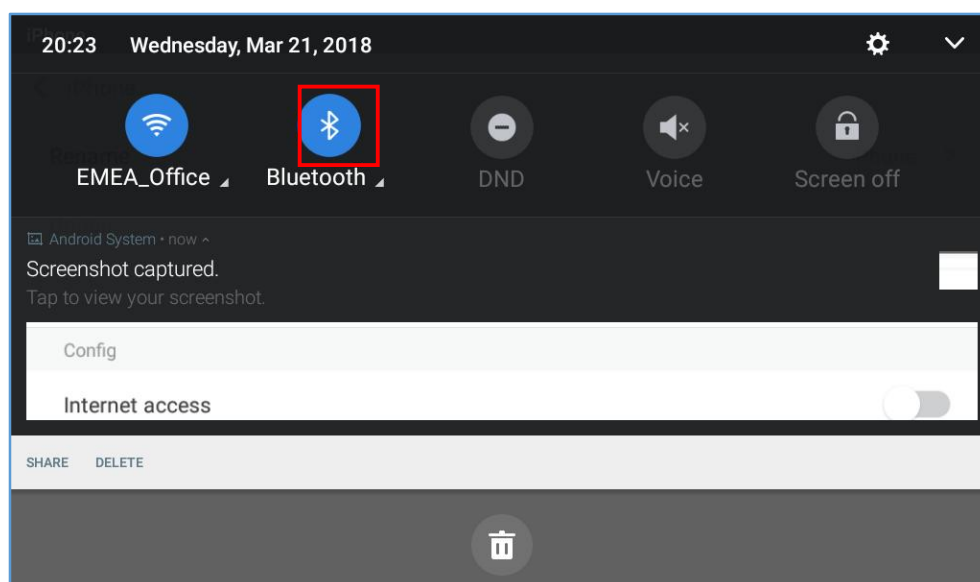 20:23 Wednesday, Mar 21, 2018
EMEA_Office Bluetooth DND Voice Screen off
Android System • now
Screenshot captured.
Tap to view your screenshot.
Config
Internet access
SHARE DELETE